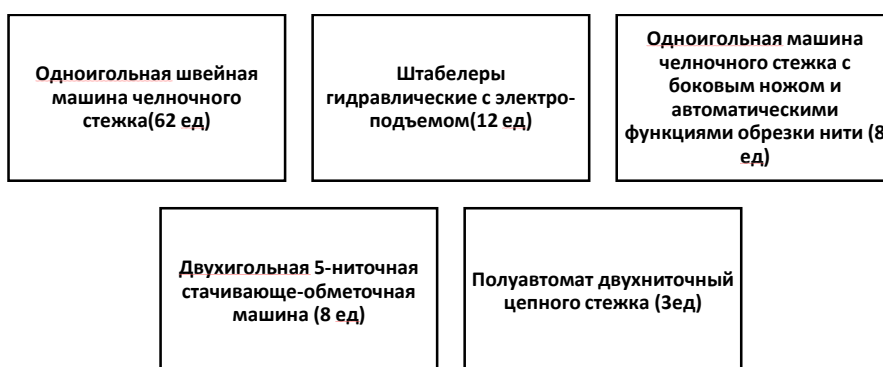 Одноигольная швейная
машина челночного
стежка(62 ед)
Штабелеры
гидравлические с электро-
подъемом(12 ед)
Одноигольная машина
челночного стежка с
боковым ножом и
автоматическими
функциями обрезки нити (8
ед)
Двухигольная 5-ниточная
стачивающе-обметочная
машина (8 ед)
Полуавтомат двухниточный
цепного стежка (3ед)